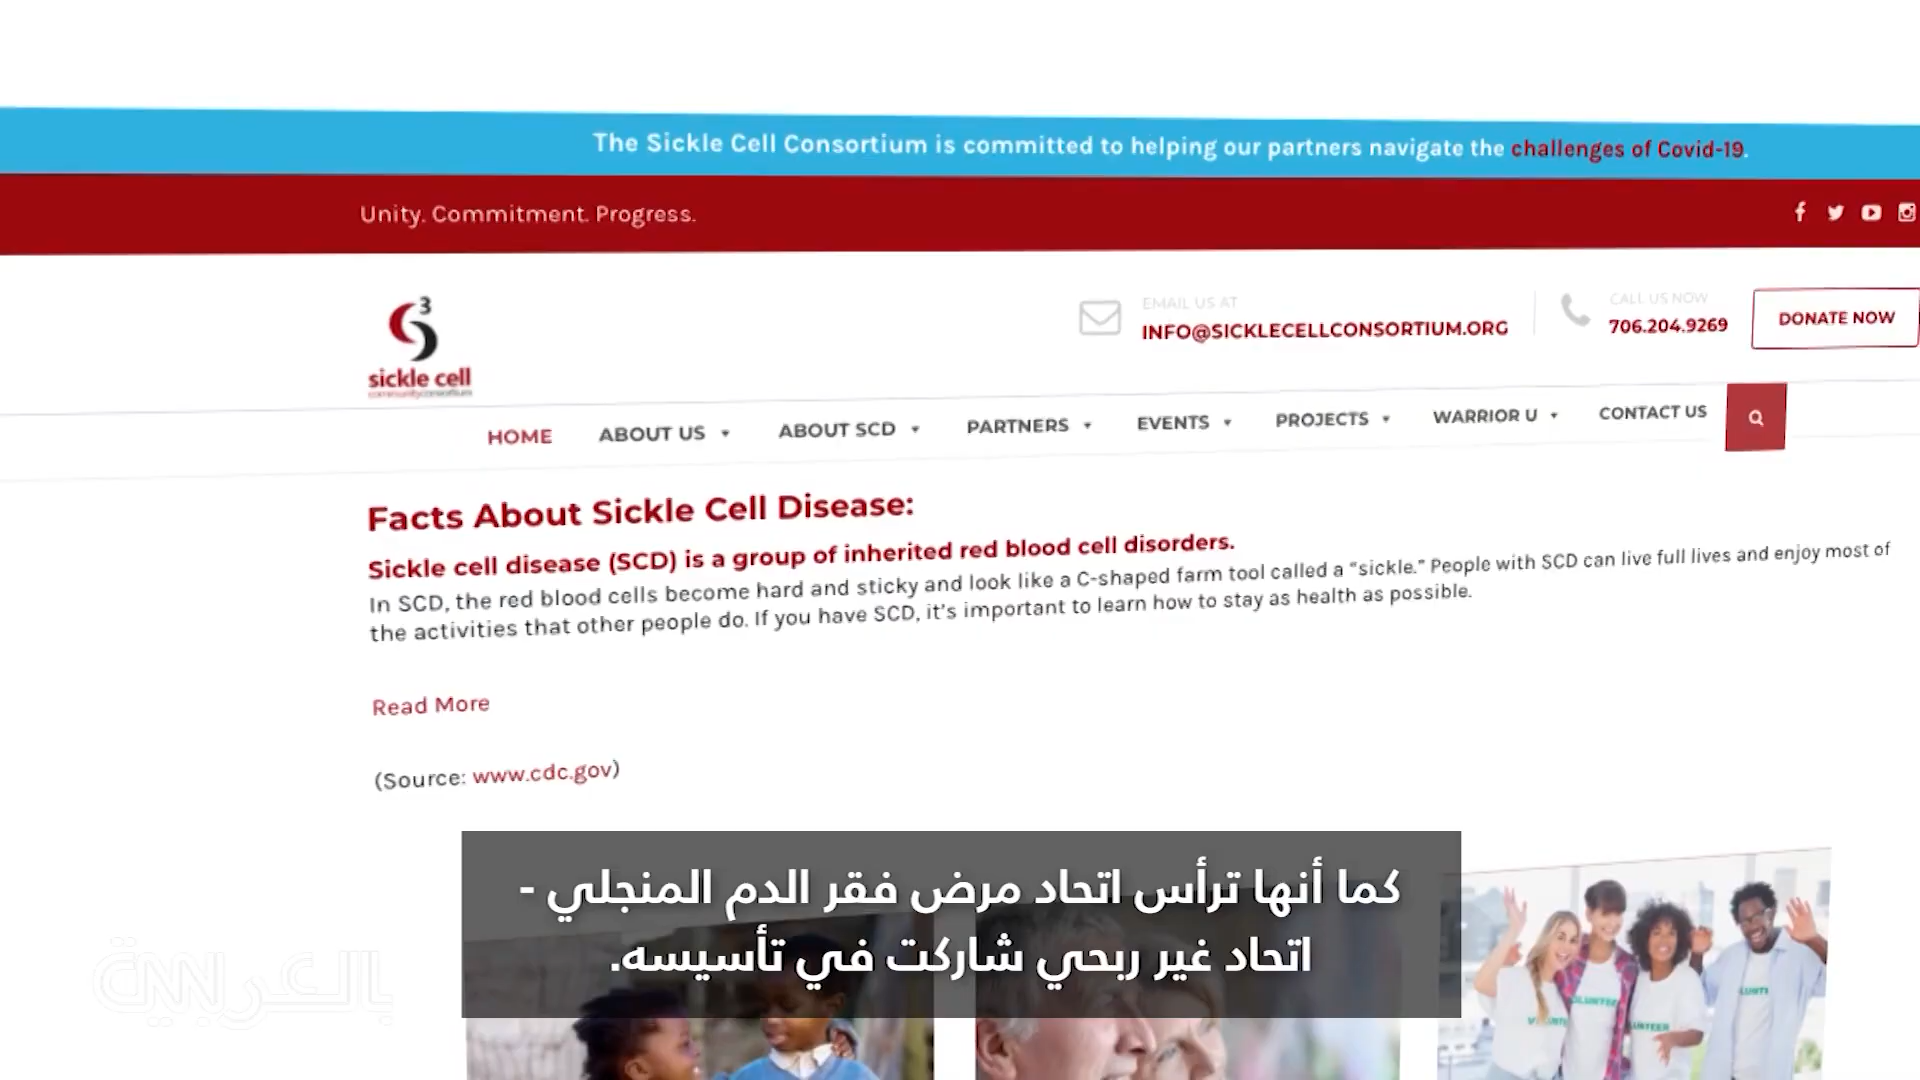 The Sickle Cell Consortium is committed to helping our partners navigate the challenges of Covid-19.
Unity. Commitment. Progress.
3
sickle cell
communityconsortium
EMAIL US AT
INFO@SICKLECELLCONSORTIUM.ORG
CALL US NOW
706.204.9269
DONATE NOW
HOME ABOUT US ABOUT SCD PARTNERS EVENTS PROJECTS WARRIOR U CONTACT US
Facts About Sickle Cell Disease:
Sickle cell disease (SCD) is a group of inherited red blood cell disorders.
In SCD, the red blood cells become hard and sticky and look like a C-shaped farm tool called a “sickle.” People with SCD can live full lives and enjoy most of
the activities that other people do. If you have SCD, it’s important to learn how to stay as health as possible.
Read More
(Source: www.cdc.gov)
كما أنها ترأس اتحاد مرض فقر الدم المنجلي -
اتحاد غير ربحي شاركت في تأسيسه.
CNN بالعربية